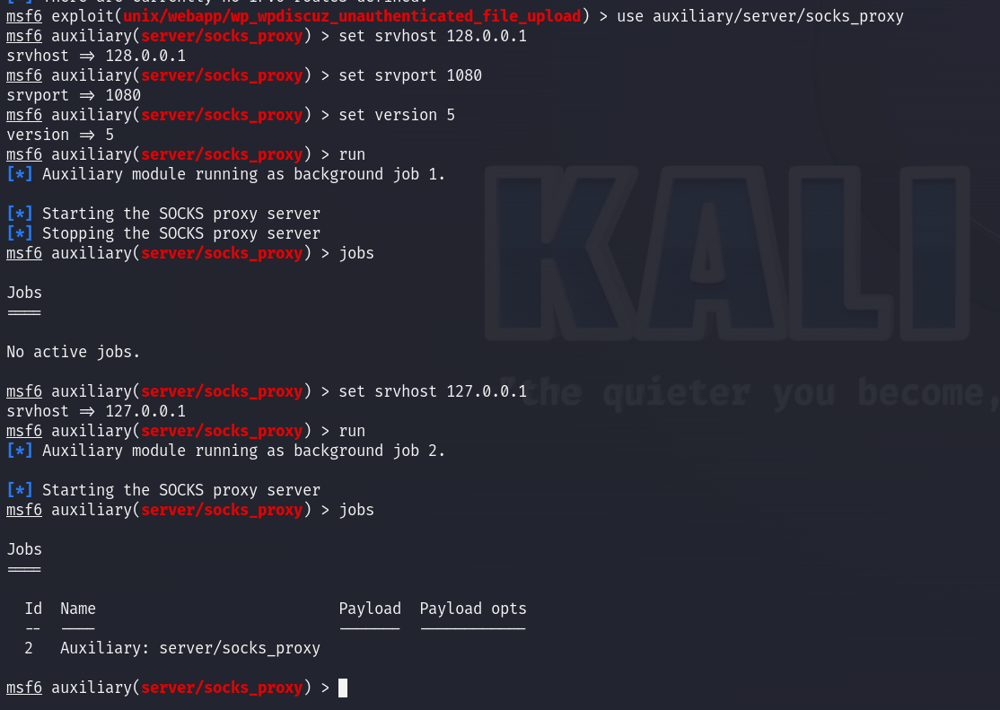 msf6 exploit(unix/webapp/wp_wpdiscuz_unauthenticated_file_upload) > use auxiliary/server/socks_proxy
msf6 auxiliary(server/socks_proxy) > set srvhost 128.0.0.1
srvhost => 128.0.0.1
msf6 auxiliary(server/socks_proxy) > set srvport 1080
srvport => 1080
msf6 auxiliary(server/socks_proxy) > set version 5
version => 5
msf6 auxiliary(server/socks_proxy) > run
[*] Auxiliary module running as background job 1.
[*] Starting the SOCKS proxy server
[*] Stopping the SOCKS proxy server
msf6 auxiliary(server/socks_proxy) > jobs
Jobs
====
No active jobs.
msf6 auxiliary(server/socks_proxy) > set srvhost 127.0.0.1
srvhost => 127.0.0.1
msf6 auxiliary(server/socks_proxy) > run
[*] Auxiliary module running as background job 2.
[*] Starting the SOCKS proxy server
msf6 auxiliary(server/socks_proxy) > jobs
Jobs
====
Id  Name  Payload  Payload opts
--  ----  -------  ------------
2  Auxiliary: server/socks_proxy
msf6 auxiliary(server/socks_proxy) >
KALI
"the quieter you become,